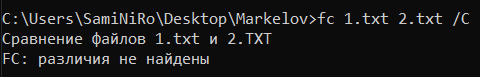 C:\Users\SamiNiRo\Desktop\Markelov>fc 1.txt 2.txt /C
Сравнение файлов 1.txt и 2.TXT
FC: различия не найдены